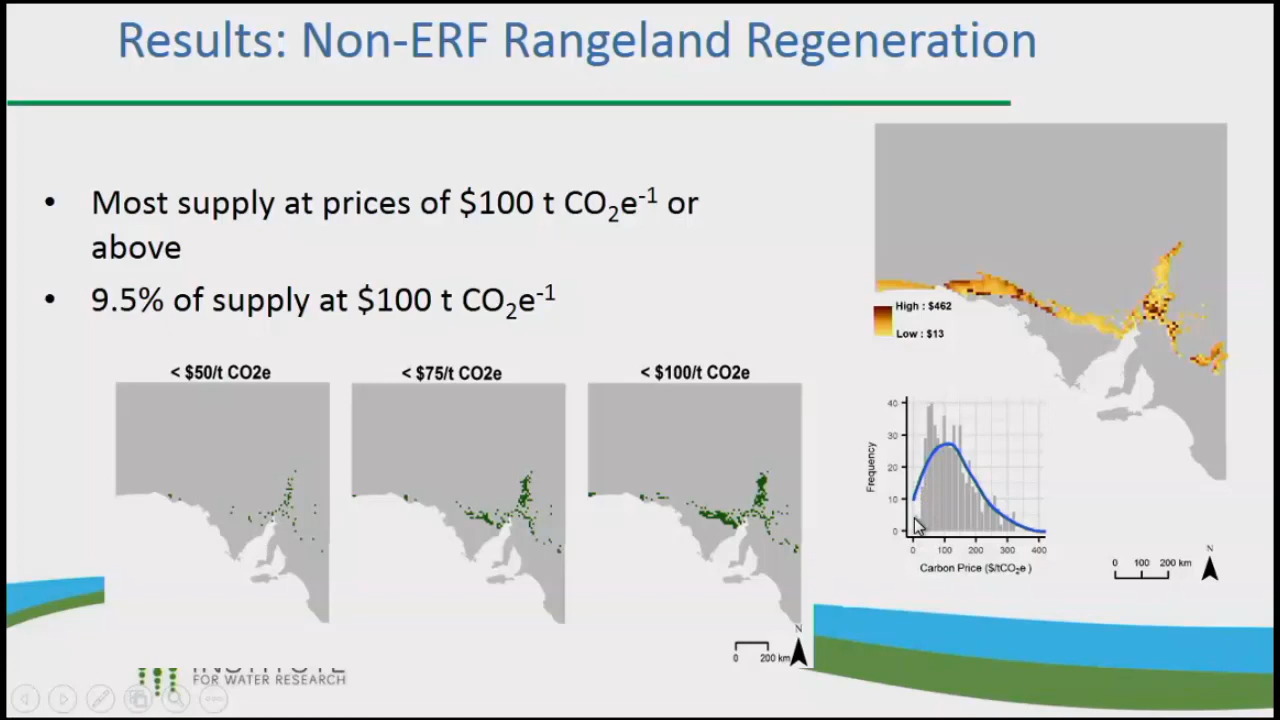 Results: Non-ERF Rangeland Regeneration
• Most supply at prices of $100 t CO₂e⁻¹ or
above
• 9.5% of supply at $100 t CO₂e⁻¹
< $50/t CO2e
< $75/t CO2e
< $100/t CO2e
N
0 200 km
High : $462
Low : $13
40
30
20
10
0
Frequency
0 100 200 300 400
Carbon Price ($/tCO₂e )
N
0 100 200 km
INSTITUTE
FOR WATER RESEARCH